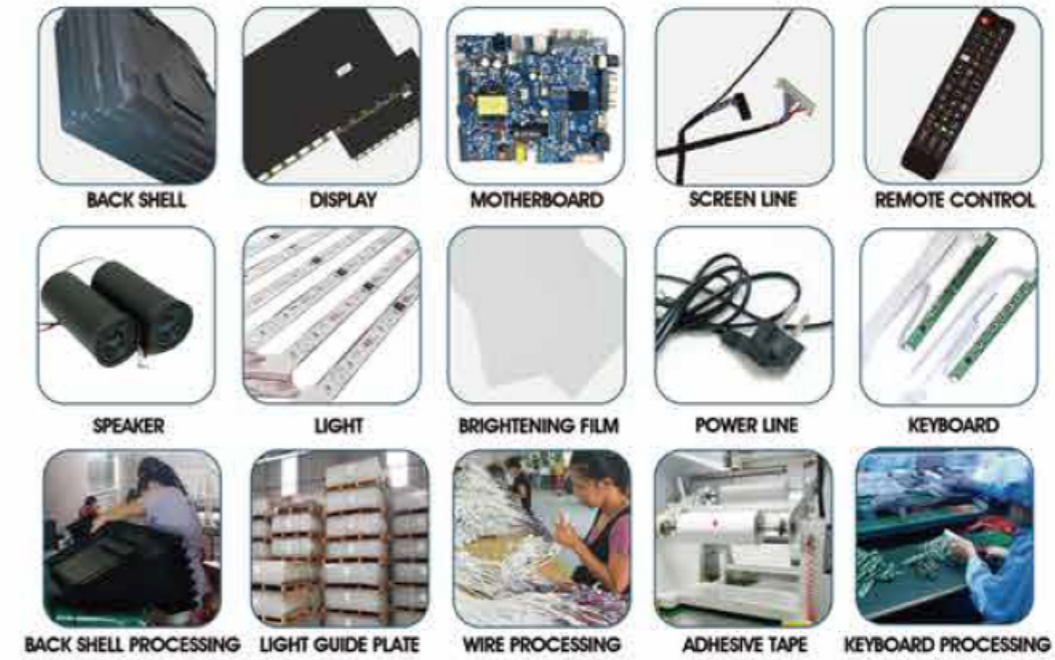 BACK SHELL
DISPLAY
MOTHERBOARD
SCREEN LINE
REMOTE CONTROL
SPEAKER
LIGHT
BRIGHTENING FILM
POWER LINE
KEYBOARD
BACK SHELL PROCESSING
LIGHT GUIDE PLATE
WIRE PROCESSING
ADHESIVE TAPE
KEYBOARD PROCESSING